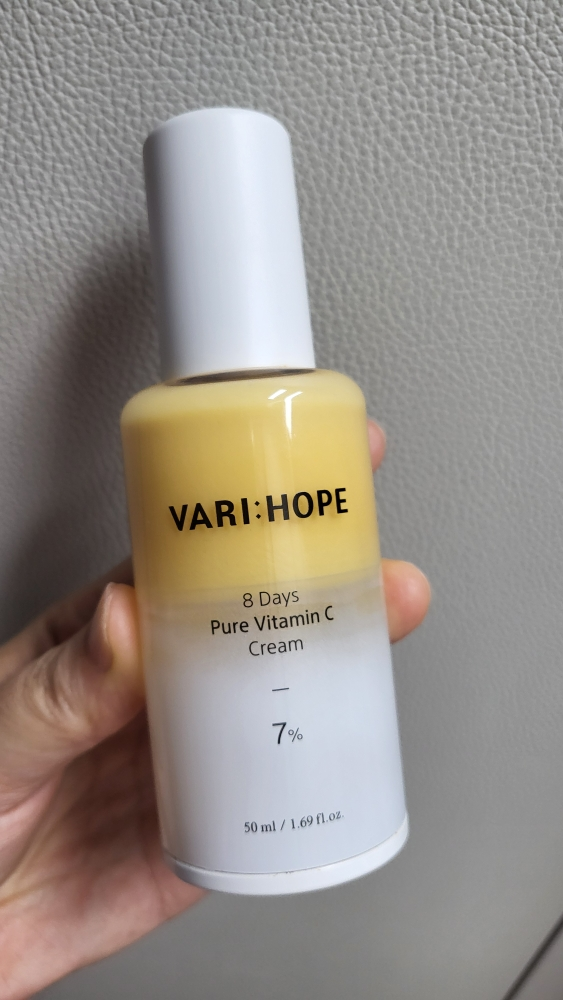 VARI:HOPE
8 Days
Pure Vitamin C
Cream
—
7%
50 ml / 1.69 fl.oz.